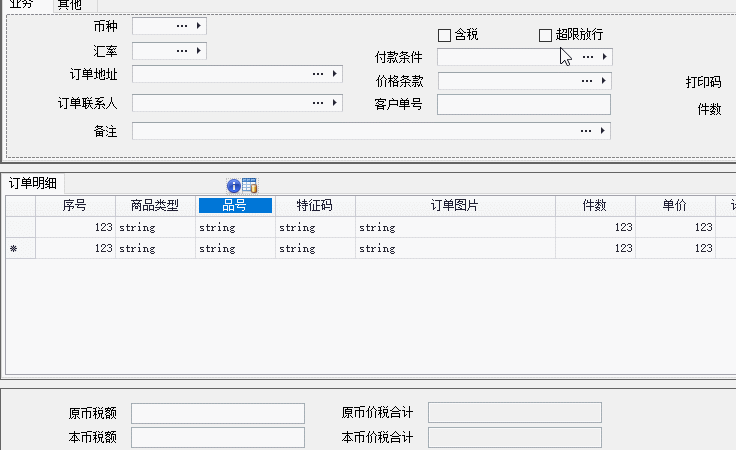 业务 其他
币种 ··· 含税 超限放行
汇率 ··· 付款条件 ···
订单地址 ··· 价格条款 ··· 打印码
订单联系人 ··· 客户单号 件数
备注 ···
订单明细
序号 商品类型 品号 特征码 订单图片 件数 单价
123 string string string string 123 123
123 string string string string 123 123
原币税额 原币价税合计
本币税额 本币价税合计